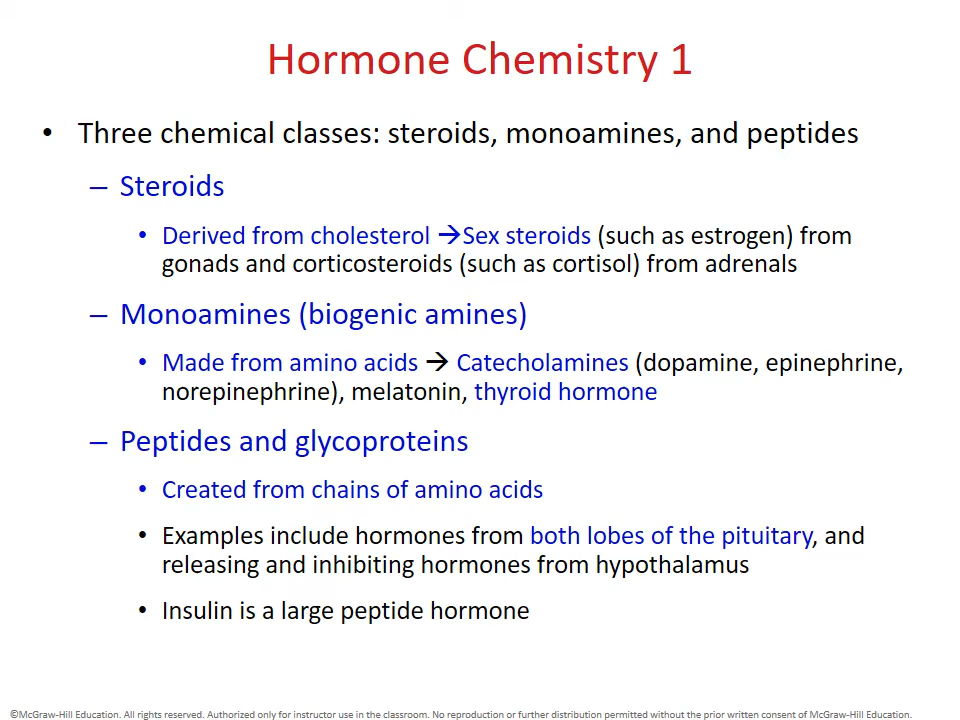 Hormone Chemistry 1
• Three chemical classes: steroids, monoamines, and peptides
– Steroids
• Derived from cholesterol →Sex steroids (such as estrogen) from
gonads and corticosteroids (such as cortisol) from adrenals
– Monoamines (biogenic amines)
• Made from amino acids → Catecholamines (dopamine, epinephrine,
norepinephrine), melatonin, thyroid hormone
– Peptides and glycoproteins
• Created from chains of amino acids
• Examples include hormones from both lobes of the pituitary, and
releasing and inhibiting hormones from hypothalamus
• Insulin is a large peptide hormone
©McGraw-Hill Education. All rights reserved. Authorized only for instructor use in the classroom. No reproduction or further distribution permitted without the prior written consent of McGraw-Hill Education.